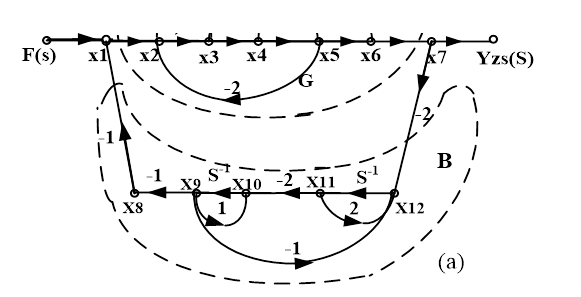 F(s) x1 x2 x3 x4 x5 x6 x7 Yzs(S)
G
-2
-2
-1
B
-1 X9 S⁻¹ X10 -2 X11 S⁻¹
X8 1 2 X12
-1
(a)